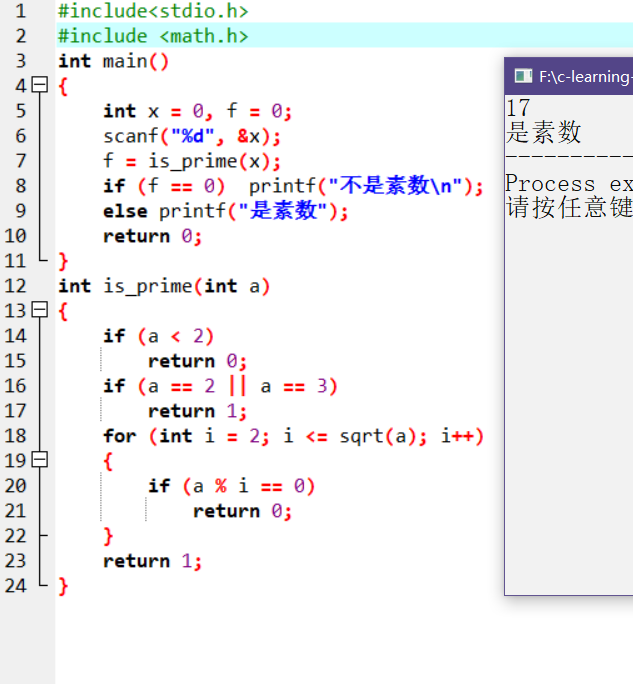 1 #include<stdio.h>
2 #include <math.h>
3 int main()
4 {
5 int x = 0, f = 0;
6 scanf("%d", &x);
7 f = is_prime(x);
8 if (f == 0)  printf("不是素数\n");
9 else printf("是素数");
10 return 0;
11 }
12 int is_prime(int a)
13 {
14 if (a < 2)
15 return 0;
16 if (a == 2 || a == 3)
17 return 1;
18 for (int i = 2; i <= sqrt(a); i++)
19 {
20 if (a % i == 0)
21 return 0;
22 }
23 return 1;
24 }
F:\c-learning-
17
是素数
----------
Process ex
请按任意键